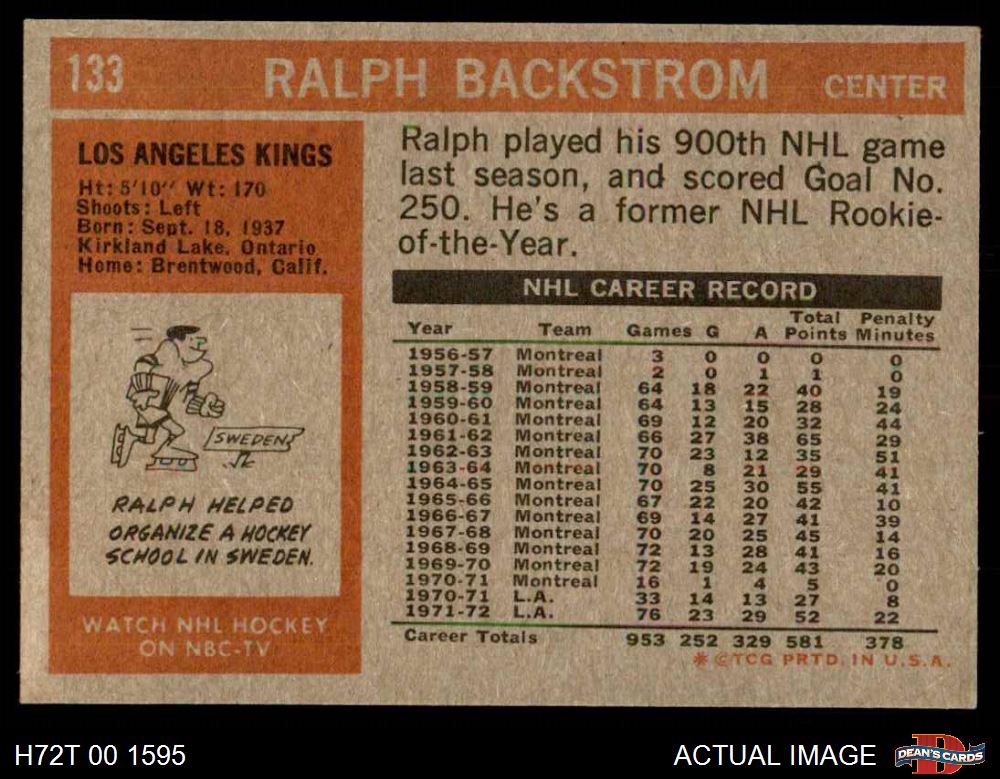 133 RALPH BACKSTROM CENTER
LOS ANGELES KINGS
Ht: 5'10" Wt: 170
Shoots: Left
Born: Sept. 18, 1937
Kirkland Lake, Ontario
Home: Brentwood, Calif.
SWEDEN
RALPH HELPED
ORGANIZE A HOCKEY
SCHOOL IN SWEDEN.
WATCH NHL HOCKEY
ON NBC-TV
Ralph played his 900th NHL game
last season, and scored Goal No.
250. He's a former NHL Rookie-
of-the-Year.
NHL CAREER RECORD
Year Team Games G A Total Points Penalty Minutes
1956-57 Montreal 3 0 0 0 0
1957-58 Montreal 2 0 1 1 0
1958-59 Montreal 64 18 22 40 19
1959-60 Montreal 64 13 15 28 24
1960-61 Montreal 69 12 20 32 44
1961-62 Montreal 66 27 38 65 29
1962-63 Montreal 70 23 12 35 51
1963-64 Montreal 70 8 21 29 41
1964-65 Montreal 70 25 30 55 41
1965-66 Montreal 67 22 20 42 10
1966-67 Montreal 69 14 27 41 39
1967-68 Montreal 70 20 25 45 14
1968-69 Montreal 72 13 28 41 16
1969-70 Montreal 72 19 24 43 20
1970-71 Montreal 16 1 4 5 0
1970-71 L.A. 33 14 13 27 8
1971-72 L.A. 76 23 29 52 22
Career Totals 953 252 329 581 378
* ©TCG PRTD. IN U.S.A.
H72T 00 1595
ACTUAL IMAGE
DEAN'S CARDS